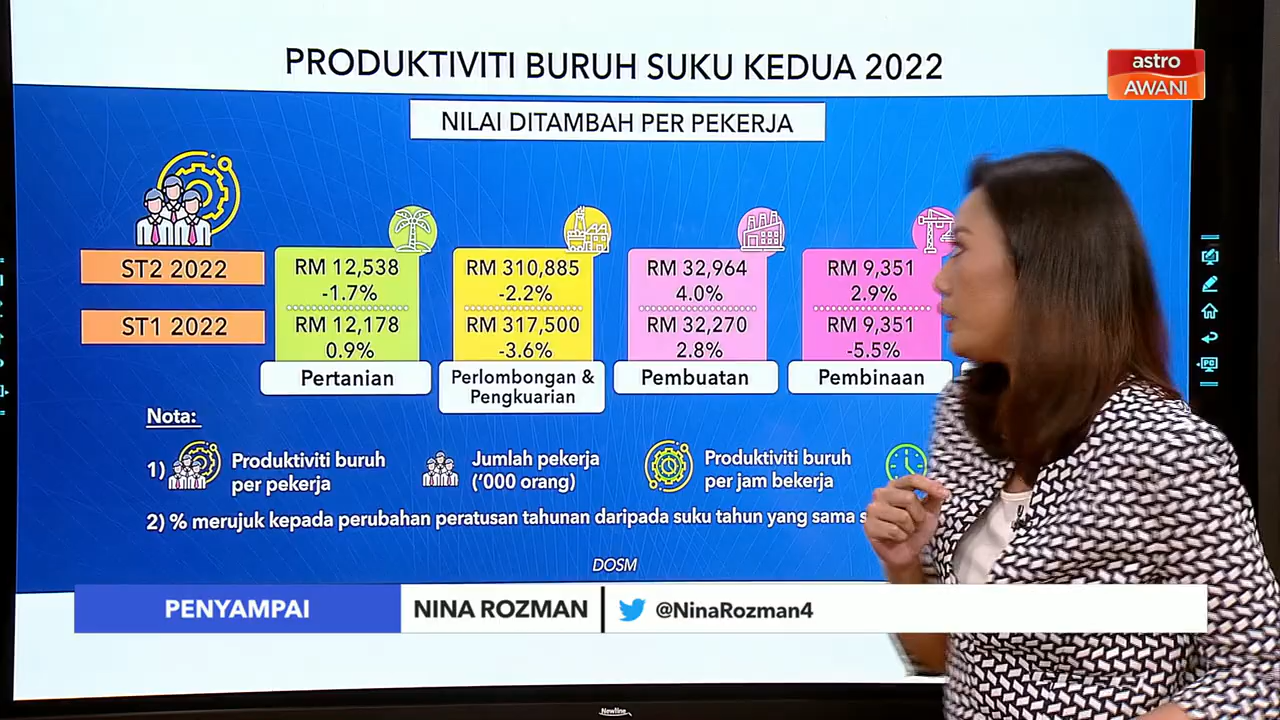 PRODUKTIVITI BURUH SUKU KEDUA 2022
astro
AWANI
NILAI DITAMBAH PER PEKERJA
ST2 2022
RM 12,538
-1.7%
RM 310,885
-2.2%
RM 32,964
4.0%
RM 9,351
2.9%
ST1 2022
RM 12,178
0.9%
RM 317,500
-3.6%
RM 32,270
2.8%
RM 9,351
-5.5%
Pertanian
Perlombongan &
Pengkuarian
Pembuatan
Pembinaan
Nota:
1)
Produktiviti buruh
per pekerja
Jumlah pekerja
('000 orang)
Produktiviti buruh
per jam bekerja
2) % merujuk kepada perubahan peratusan tahunan daripada suku tahun yang sama
DOSM
PENYAMPAI
NINA ROZMAN
@NinaRozman4
Newline
PC